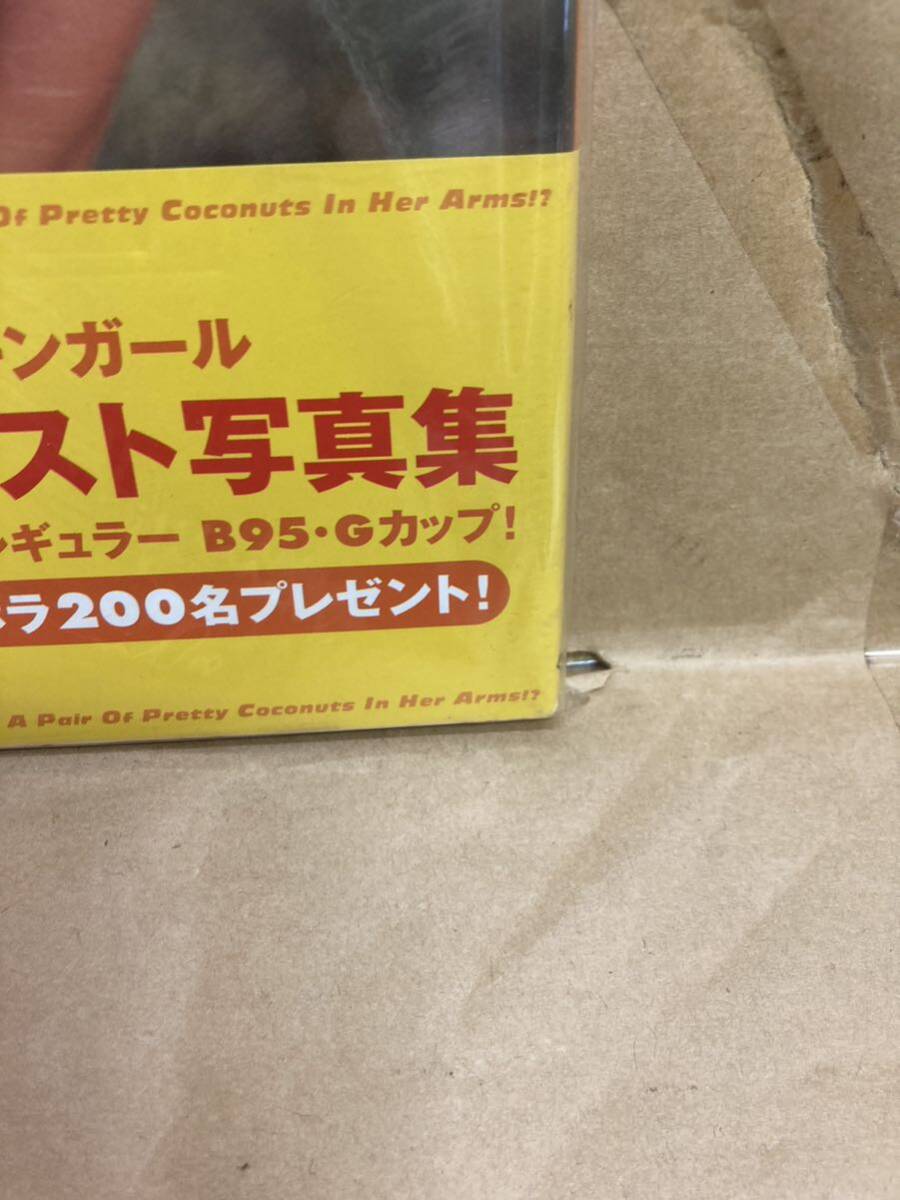 Of Pretty Coconuts In Her Arms!?
ンガール
スト写真集
ギュラー B95・Gカップ!
ラ200名プレゼント!
A Pair Of Pretty Coconuts In Her Arms!?